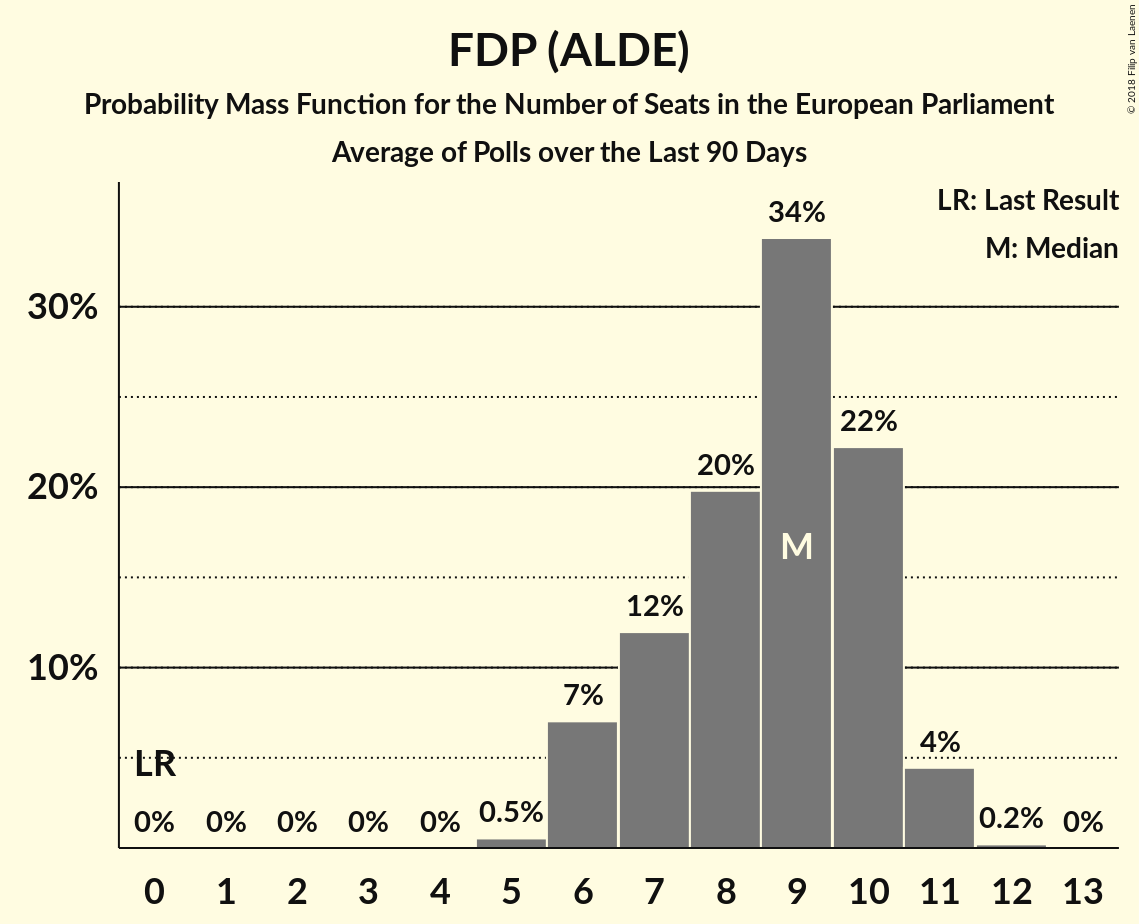 FDP (ALDE)
Probability Mass Function for the Number of Seats in the European Parliament
Average of Polls over the Last 90 Days
© 2018 Filip van Laenen
LR: Last Result
M: Median
34%
30%
22%
20%
20%
M
12%
10%
7%
4%
LR
0% 0% 0% 0% 0% 0.5% 0.2% 0%
0 1 2 3 4 5 6 7 8 9 10 11 12 13